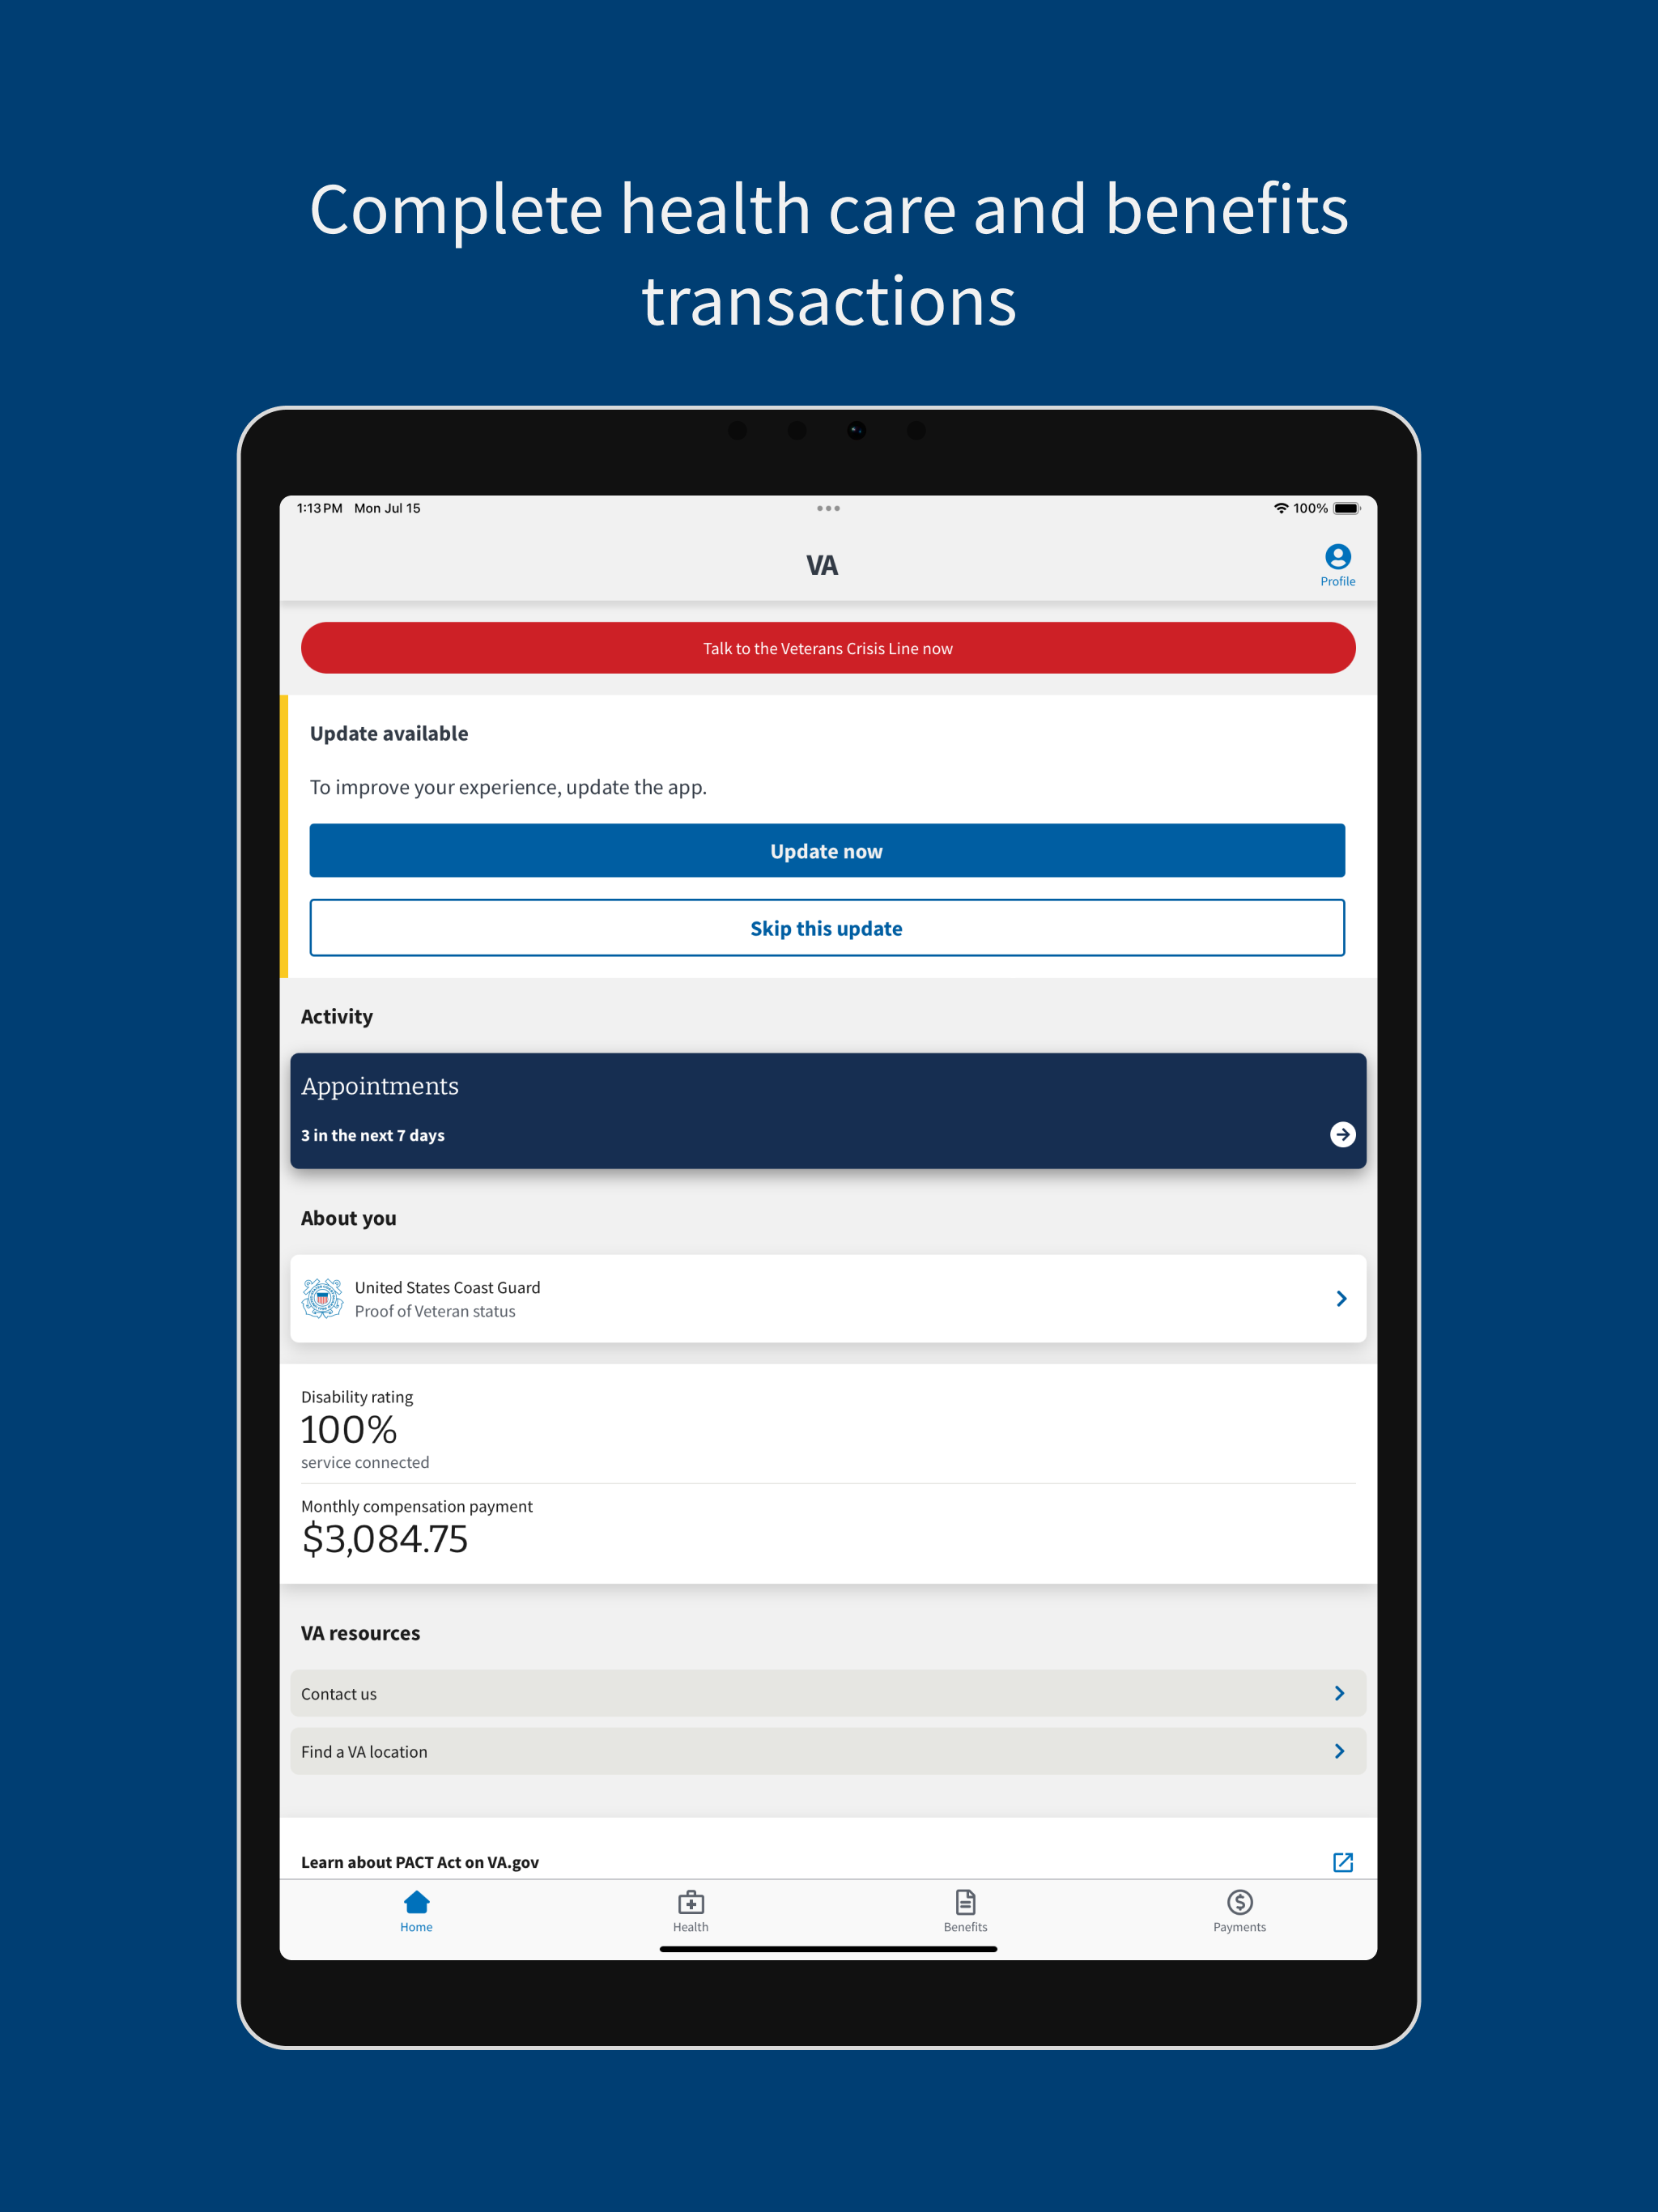 Complete health care and benefits
transactions
1:13 PM Mon Jul 15
100%
VA
Profile
Talk to the Veterans Crisis Line now
Update available
To improve your experience, update the app.
Update now
Skip this update
Activity
Appointments
3 in the next 7 days
About you
United States Coast Guard
Proof of Veteran status
Disability rating
100%
service connected
Monthly compensation payment
$3,084.75
VA resources
Contact us
Find a VA location
Learn about PACT Act on VA.gov
Home
Health
Benefits
Payments